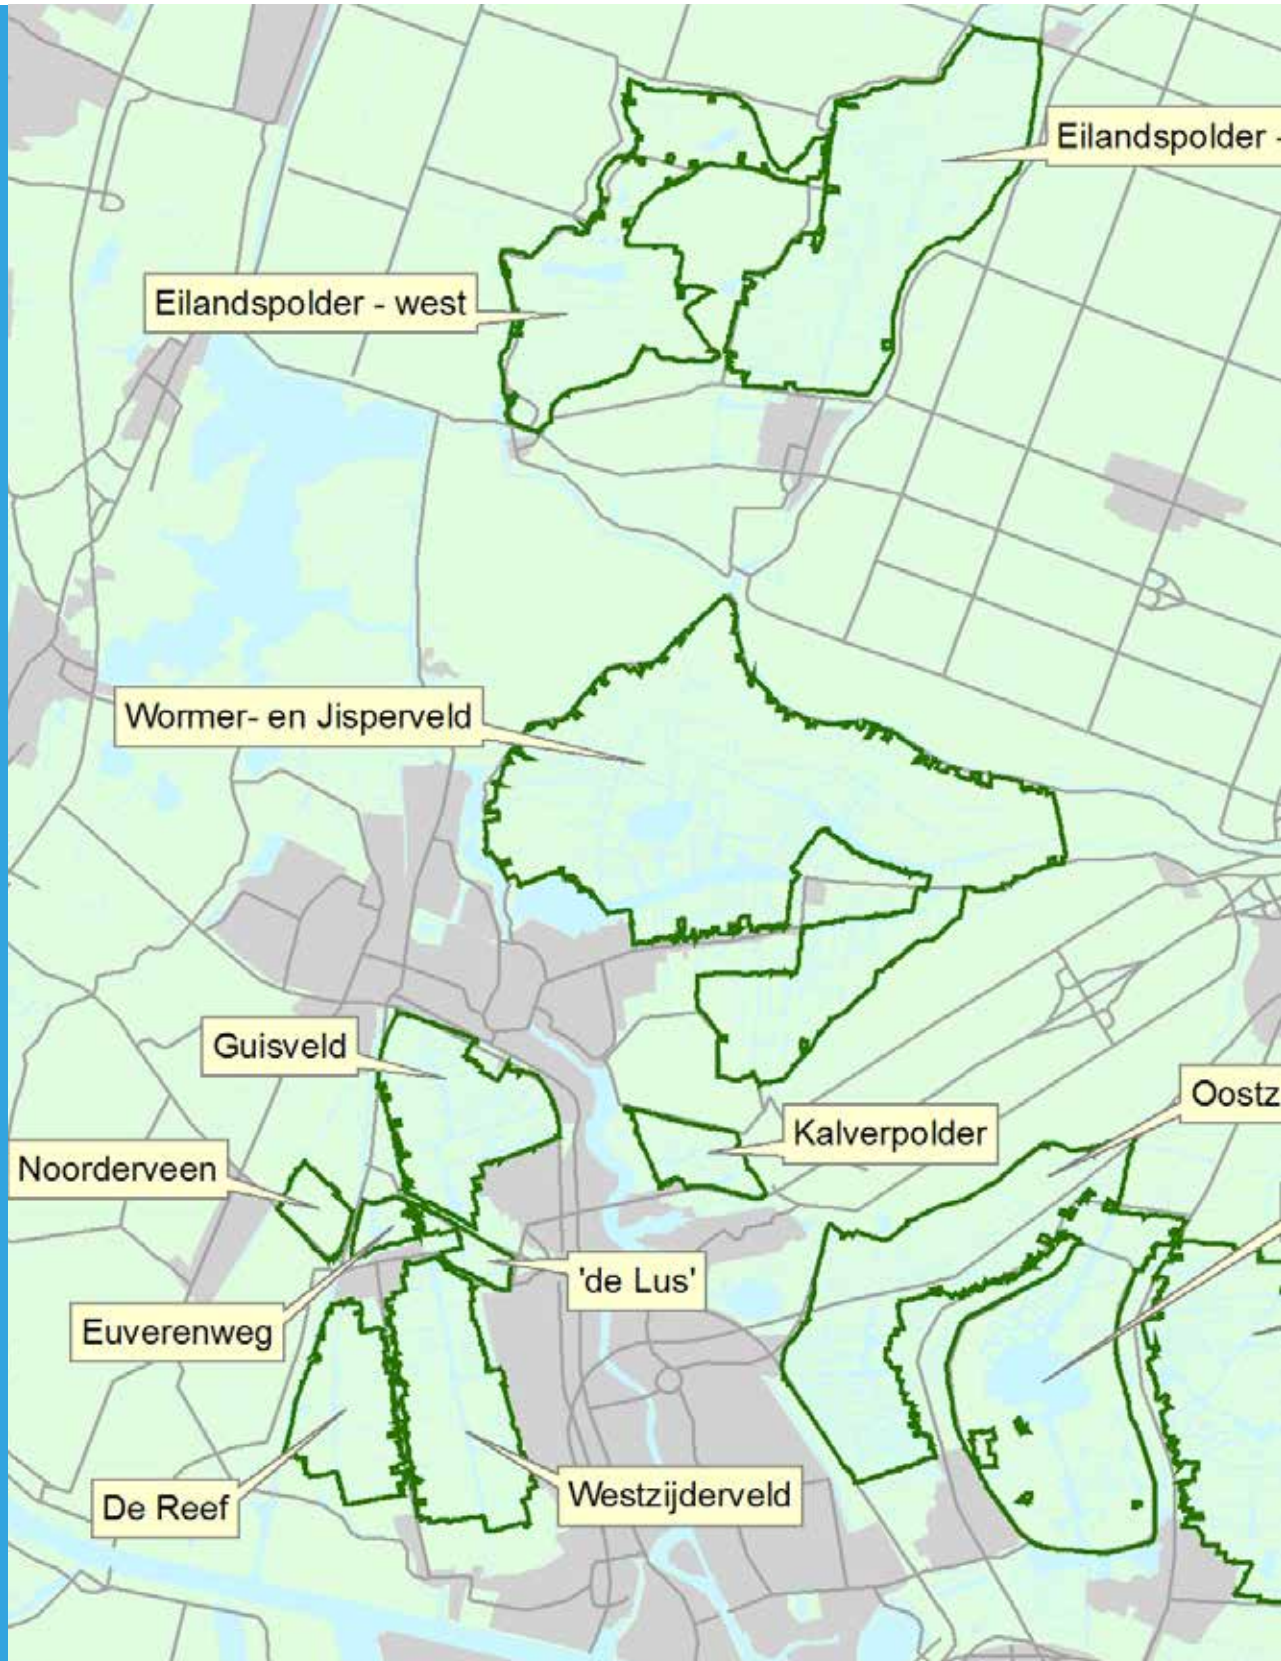 Eilandspolder -
Eilandspolder - west
Wormer- en Jisperveld
Guisveld
Oostz
Kalverpolder
Noorderveen
'de Lus'
Euverenweg
Westzijderveld
De Reef